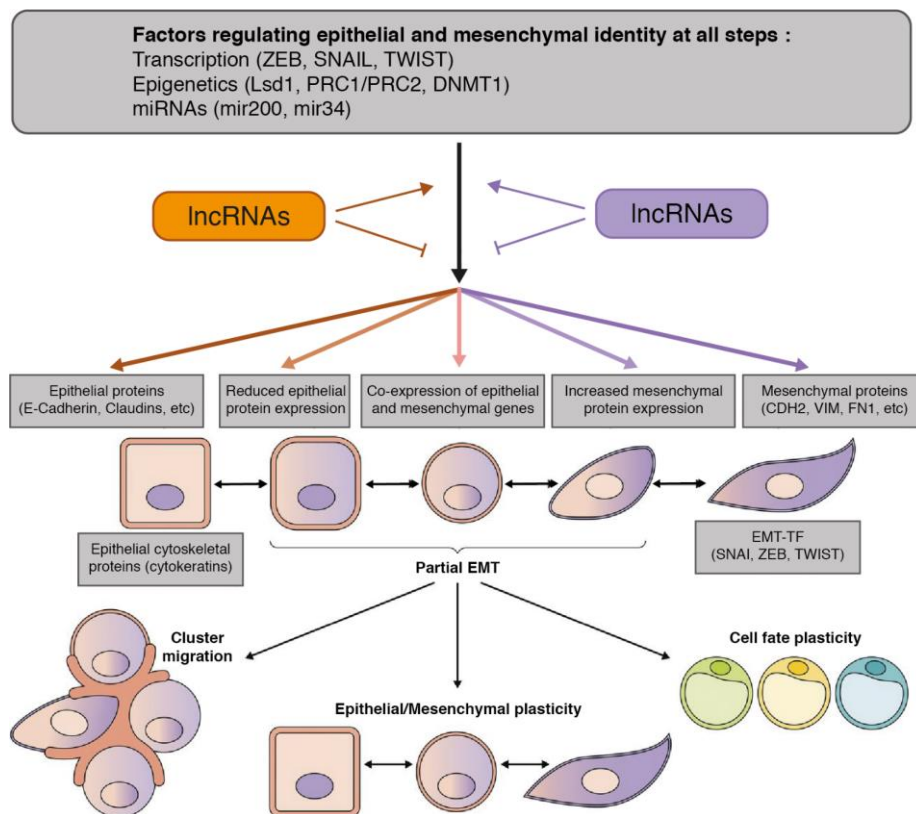 Factors regulating epithelial and mesenchymal identity at all steps :
Transcription (ZEB, SNAIL, TWIST)
Epigenetics (Lsd1, PRC1/PRC2, DNMT1)
miRNAs (mir200, mir34)
lncRNAs
lncRNAs
Epithelial proteins
(E-Cadherin, Claudins, etc)
Reduced epithelial
protein expression
Co-expression of epithelial
and mesenchymal genes
Increased mesenchymal
protein expression
Mesenchymal proteins
(CDH2, VIM, FN1, etc)
Epithelial cytoskeletal
proteins (cytokeratins)
Partial EMT
EMT-TF
(SNAI, ZEB, TWIST)
Cluster
migration
Epithelial/Mesenchymal plasticity
Cell fate plasticity